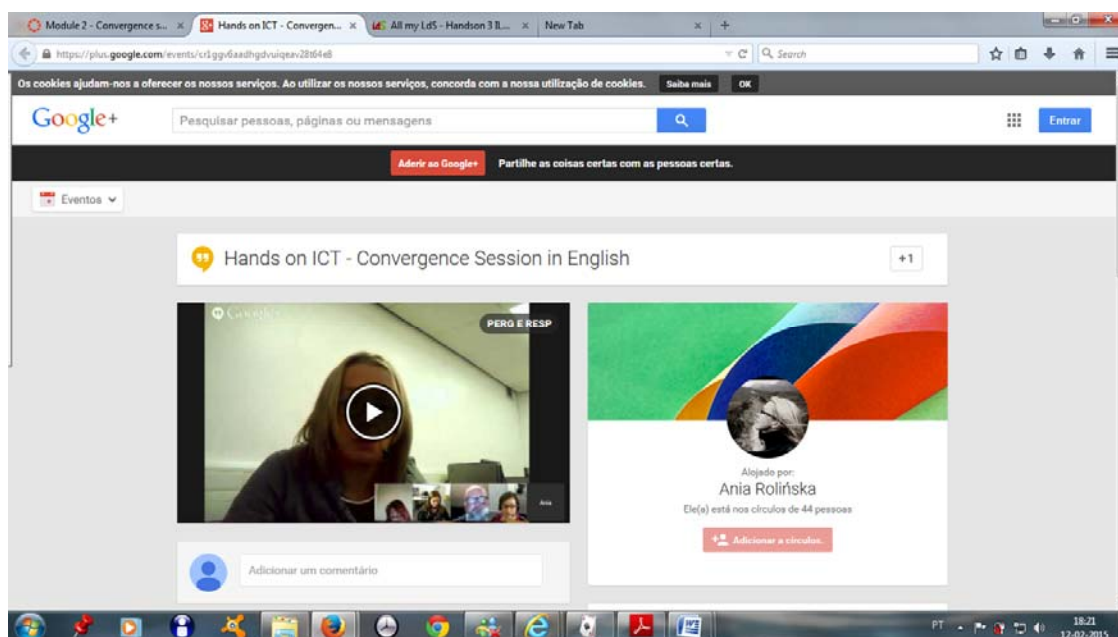 Module 2 - Convergence s...
Hands on ICT - Convergen...
All my LdS - Handson 3 IL...
New Tab
https://plus.google.com/events/
Search
Os cookies ajudam-nos a oferecer os nossos serviços. Ao utilizar os nossos serviços, concorda com a nossa utilização de cookies. Saiba mais OK
Google+
Pesquisar pessoas, páginas ou mensagens
Entrar
Aderir ao Google+ Partilhe as coisas certas com as pessoas certas.
Eventos
Hands on ICT - Convergence Session in English
+1
Google+
PERG E RESP
Ania
Alojado por:
Ania Rolińska
Ele(a) está nos círculos de 44 pessoas
Adicionar a círculos.
Adicionar um comentário
PT
18:21